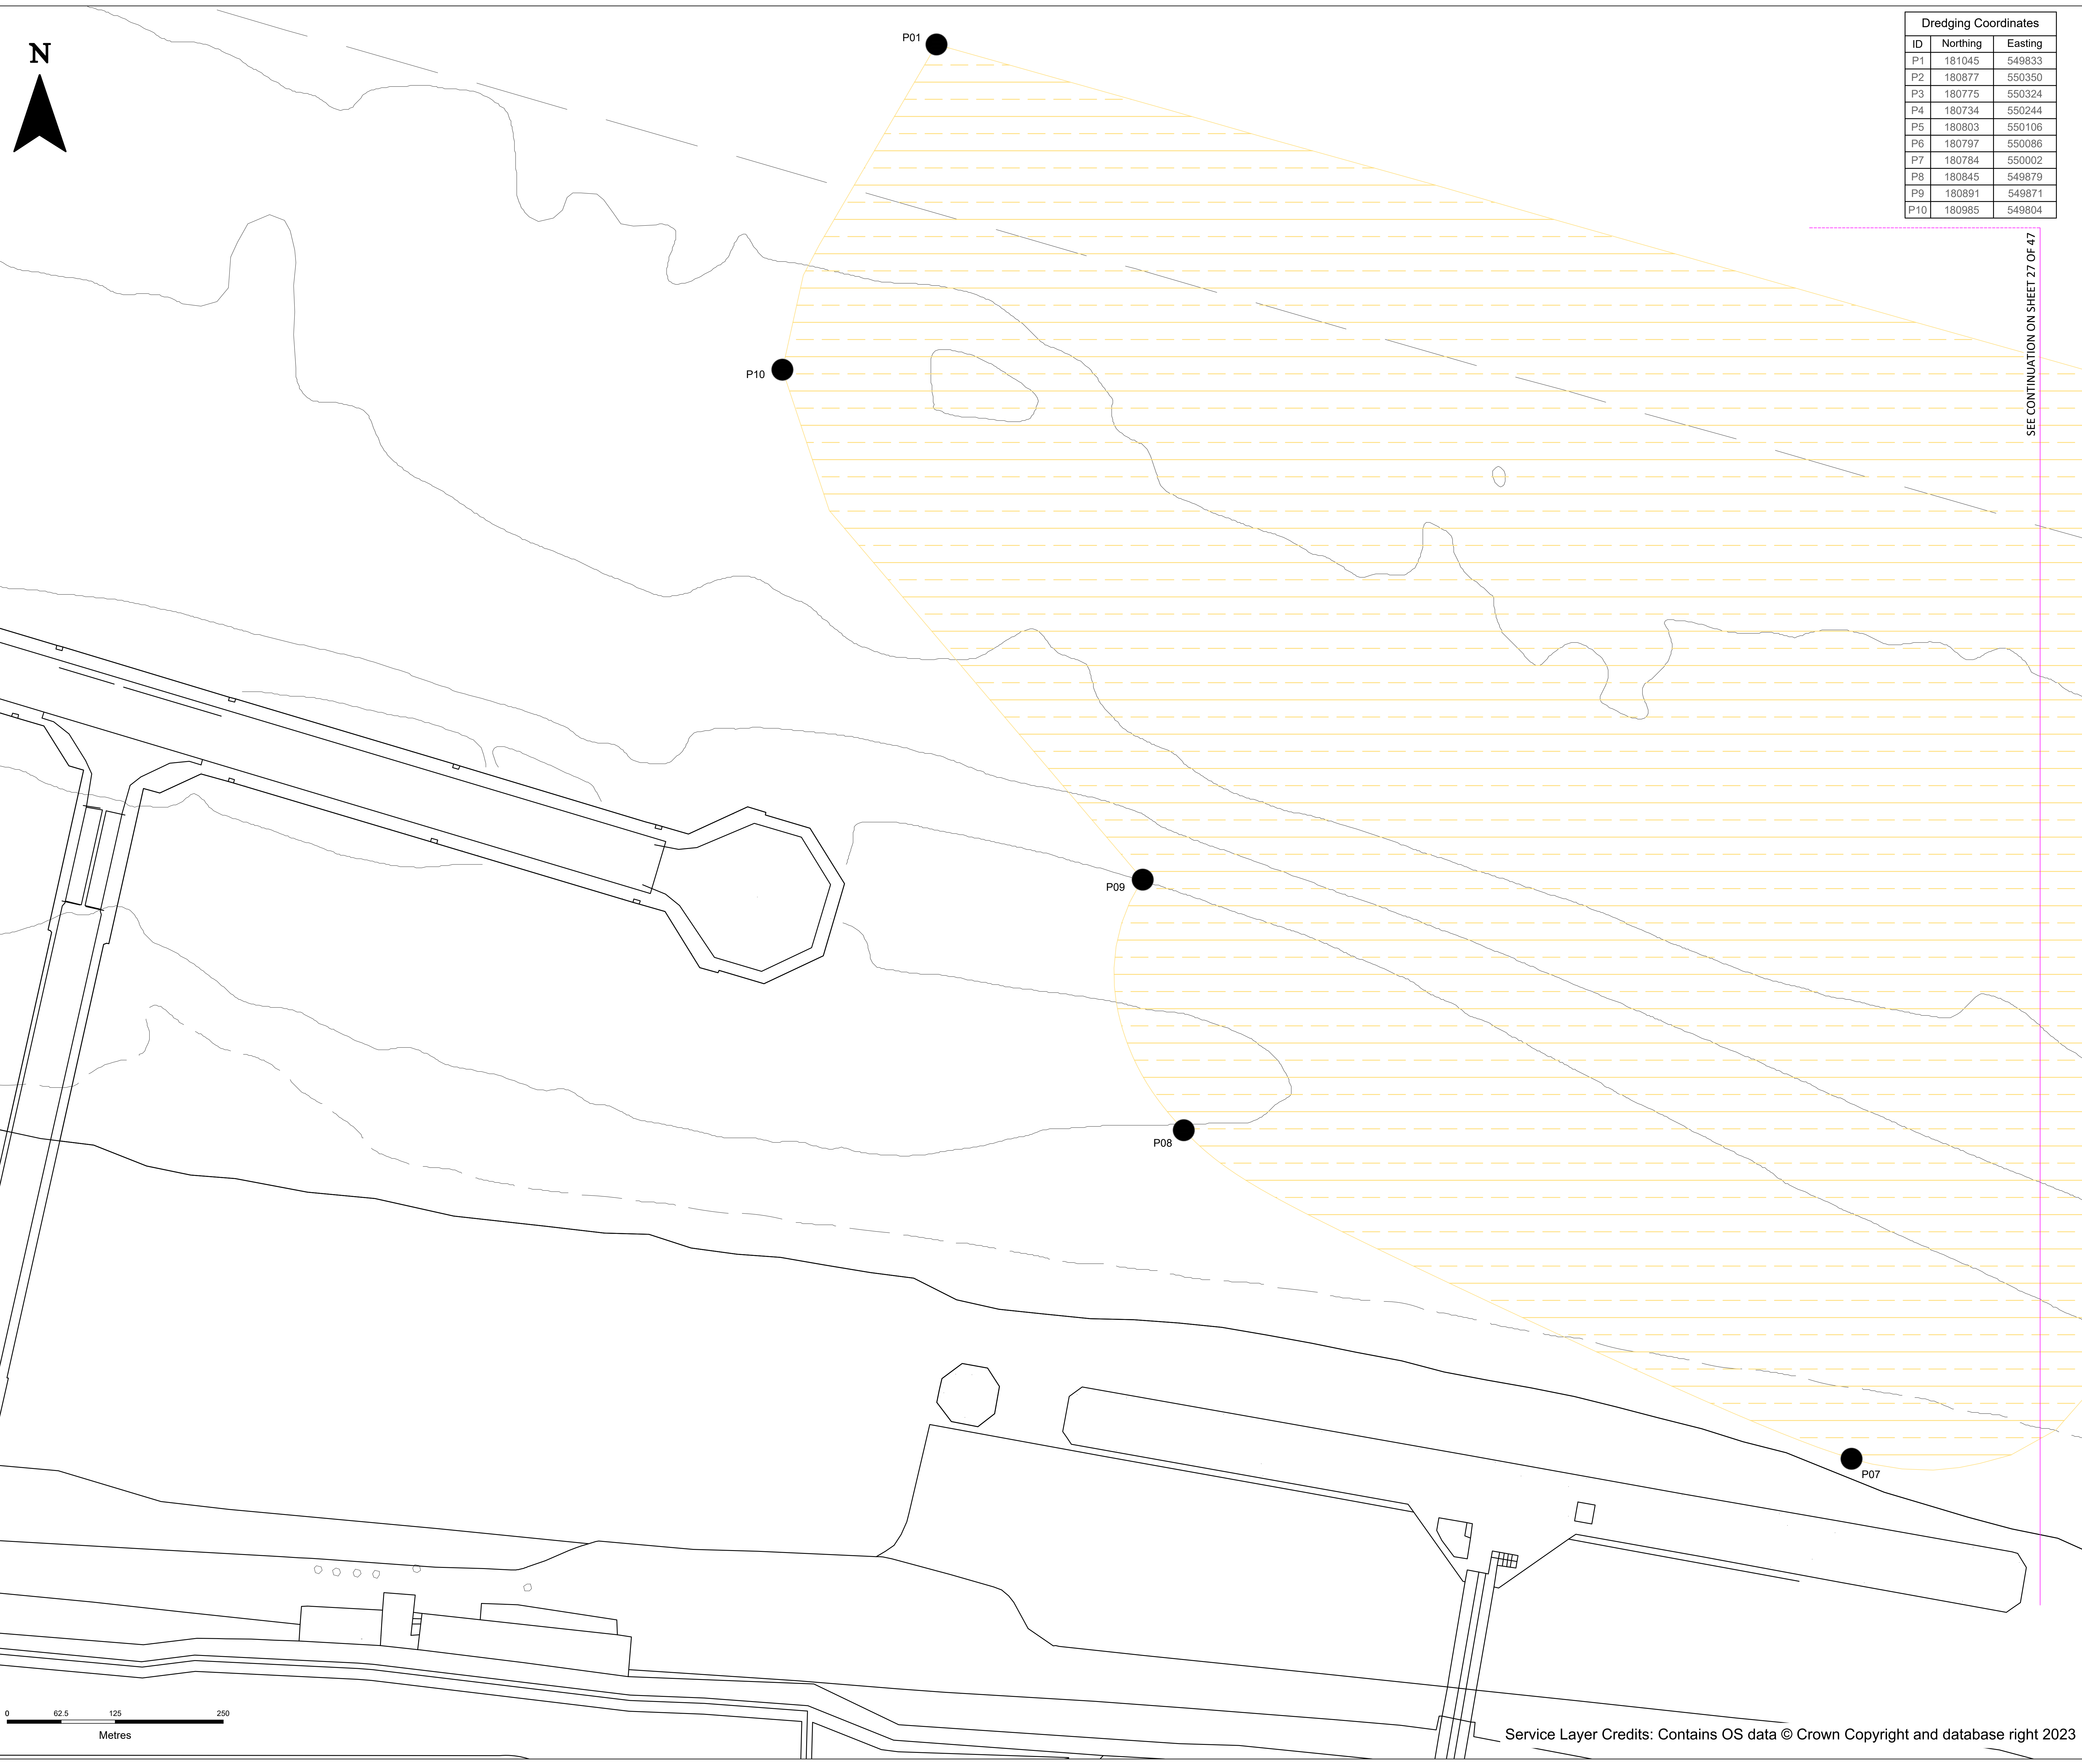 N
P01
Dredging Coordinates
ID Northing Easting
P1 181045 549833
P2 180877 550350
P3 180775 550324
P4 180734 550244
P5 180803 550106
P6 180797 550086
P7 180784 550002
P8 180845 549879
P9 180891 549871
P10 180985 549804
SEE CONTINUATION ON SHEET 27 OF 47
P10
P09
P08
P07
0 62.5 125 250
Metres
Service Layer Credits: Contains OS data © Crown Copyright and database right 2023